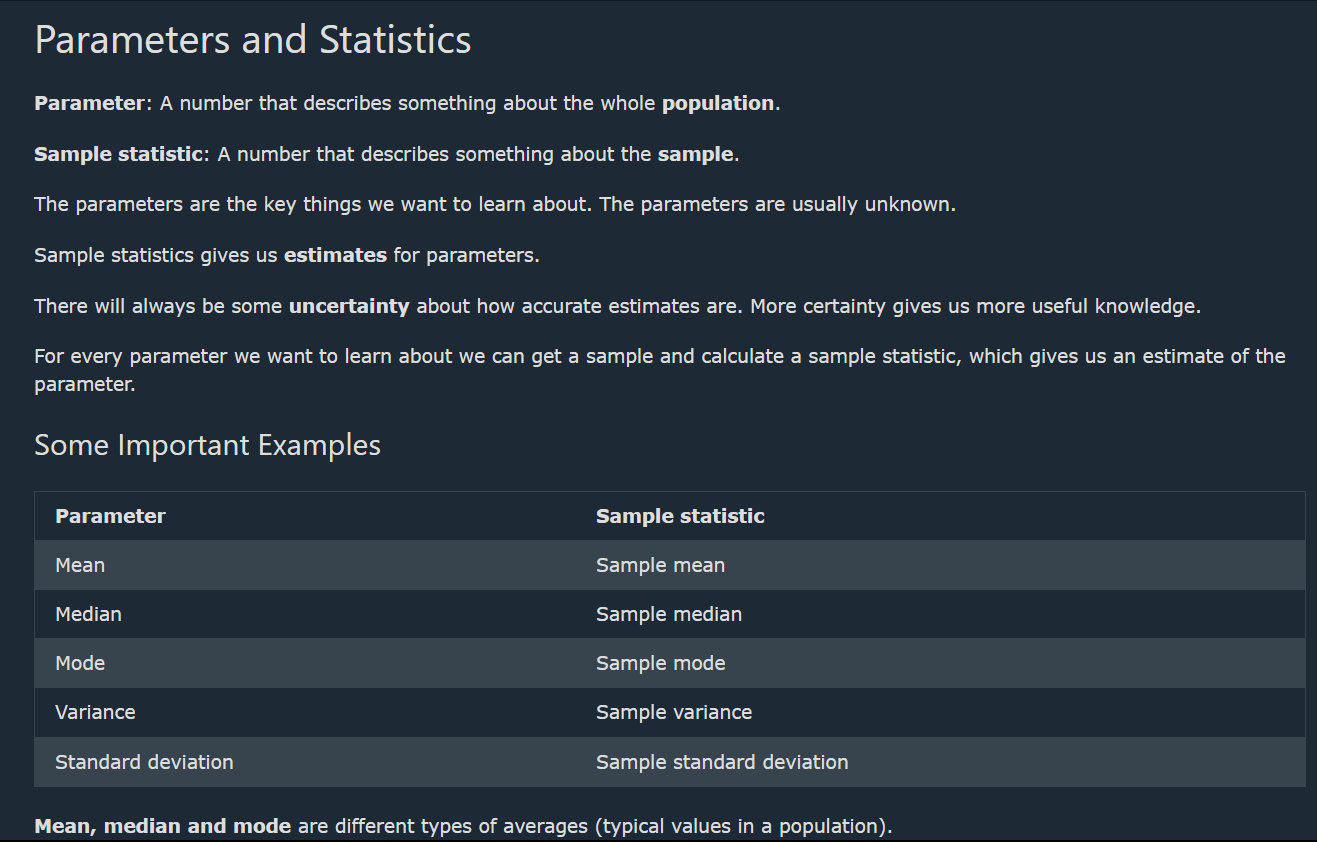 Parameters and Statistics
Parameter: A number that describes something about the whole population.
Sample statistic: A number that describes something about the sample.
The parameters are the key things we want to learn about. The parameters are usually unknown.
Sample statistics gives us estimates for parameters.
There will always be some uncertainty about how accurate estimates are. More certainty gives us more useful knowledge.
For every parameter we want to learn about we can get a sample and calculate a sample statistic, which gives us an estimate of the
parameter.
Some Important Examples
Parameter Sample statistic
Mean Sample mean
Median Sample median
Mode Sample mode
Variance Sample variance
Standard deviation Sample standard deviation
Mean, median and mode are different types of averages (typical values in a population).